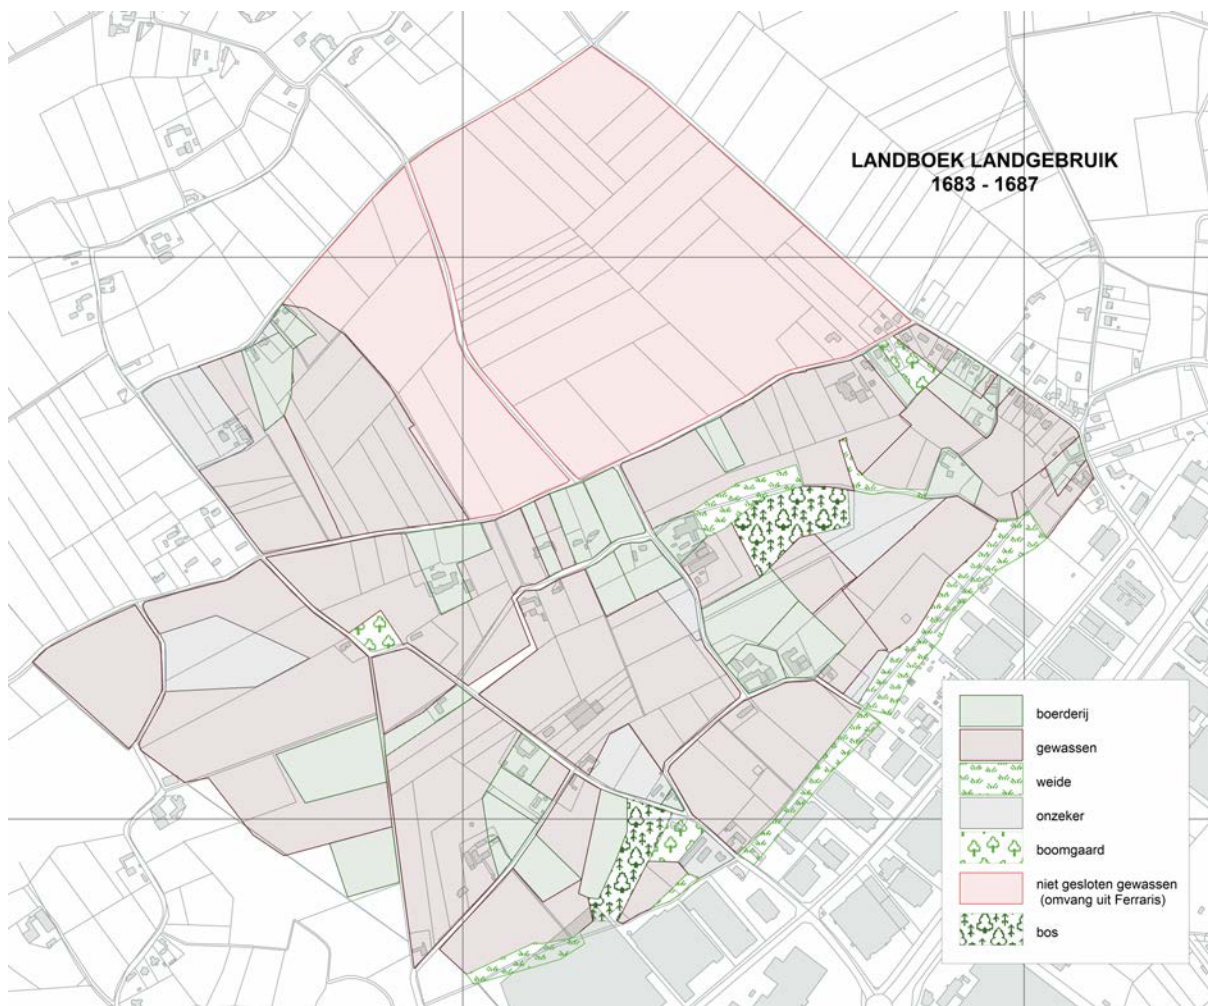 LANDBOEK LANDGEBRUIK
1683 - 1687
boerderij
gewassen
weide
onzeker
boomgaard
niet gesloten gewassen
(omvang uit Ferraris)
bos